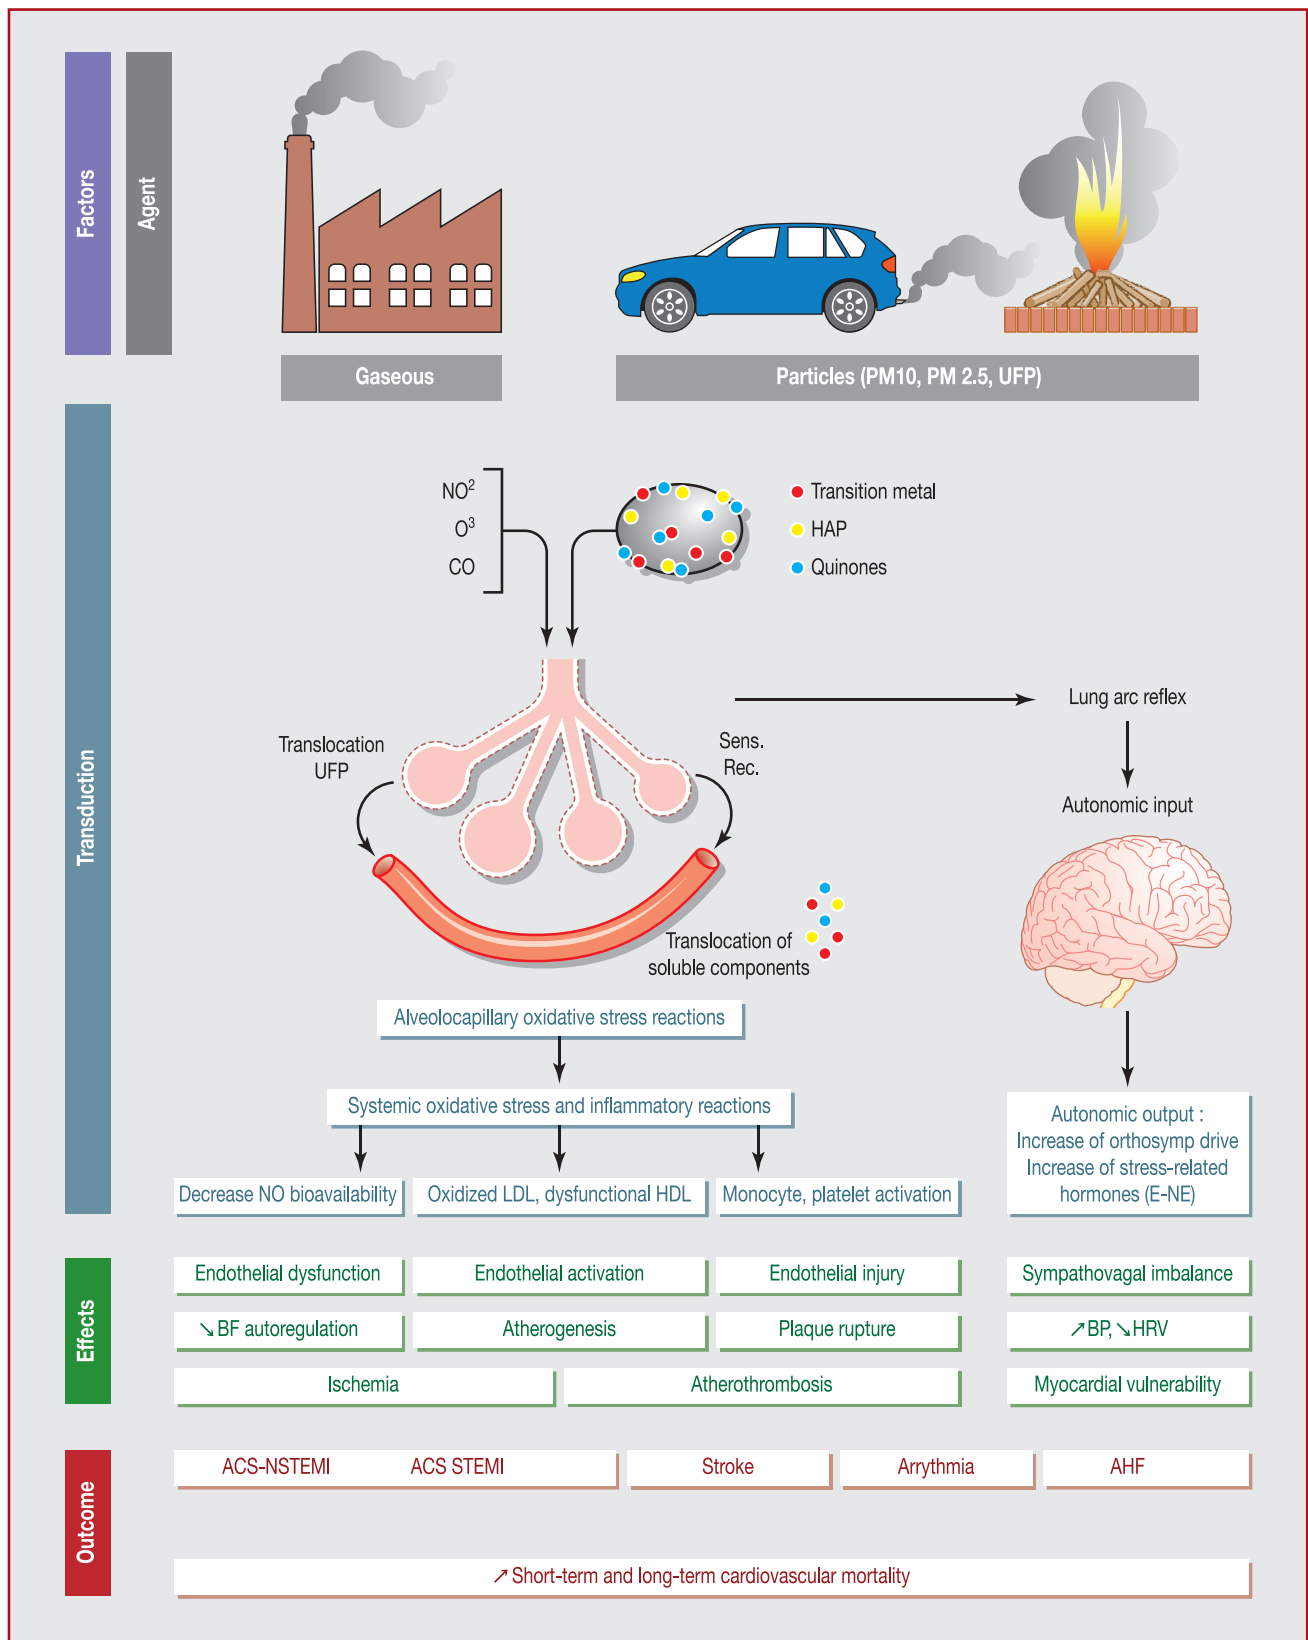 Factors
Agent
Gaseous
Particles (PM10, PM 2.5, UFP)
Transduction
NO²
O³
CO
Transition metal
HAP
Quinones
Translocation
UFP
Sens.
Rec.
Lung arc reflex
Autonomic input
Translocation of
soluble components
Alveolocapillary oxidative stress reactions
Systemic oxidative stress and inflammatory reactions
Decrease NO bioavailability
Oxidized LDL, dysfunctional HDL
Monocyte, platelet activation
Autonomic output :
Increase of orthosymp drive
Increase of stress-related
hormones (E-NE)
Effects
Endothelial dysfunction
Endothelial activation
Endothelial injury
Sympathovagal imbalance
↘ BF autoregulation
Atherogenesis
Plaque rupture
↗ BP, ↘ HRV
Ischemia
Atherothrombosis
Myocardial vulnerability
Outcome
ACS-NSTEMI
ACS STEMI
Stroke
Arrythmia
AHF
↗ Short-term and long-term cardiovascular mortality